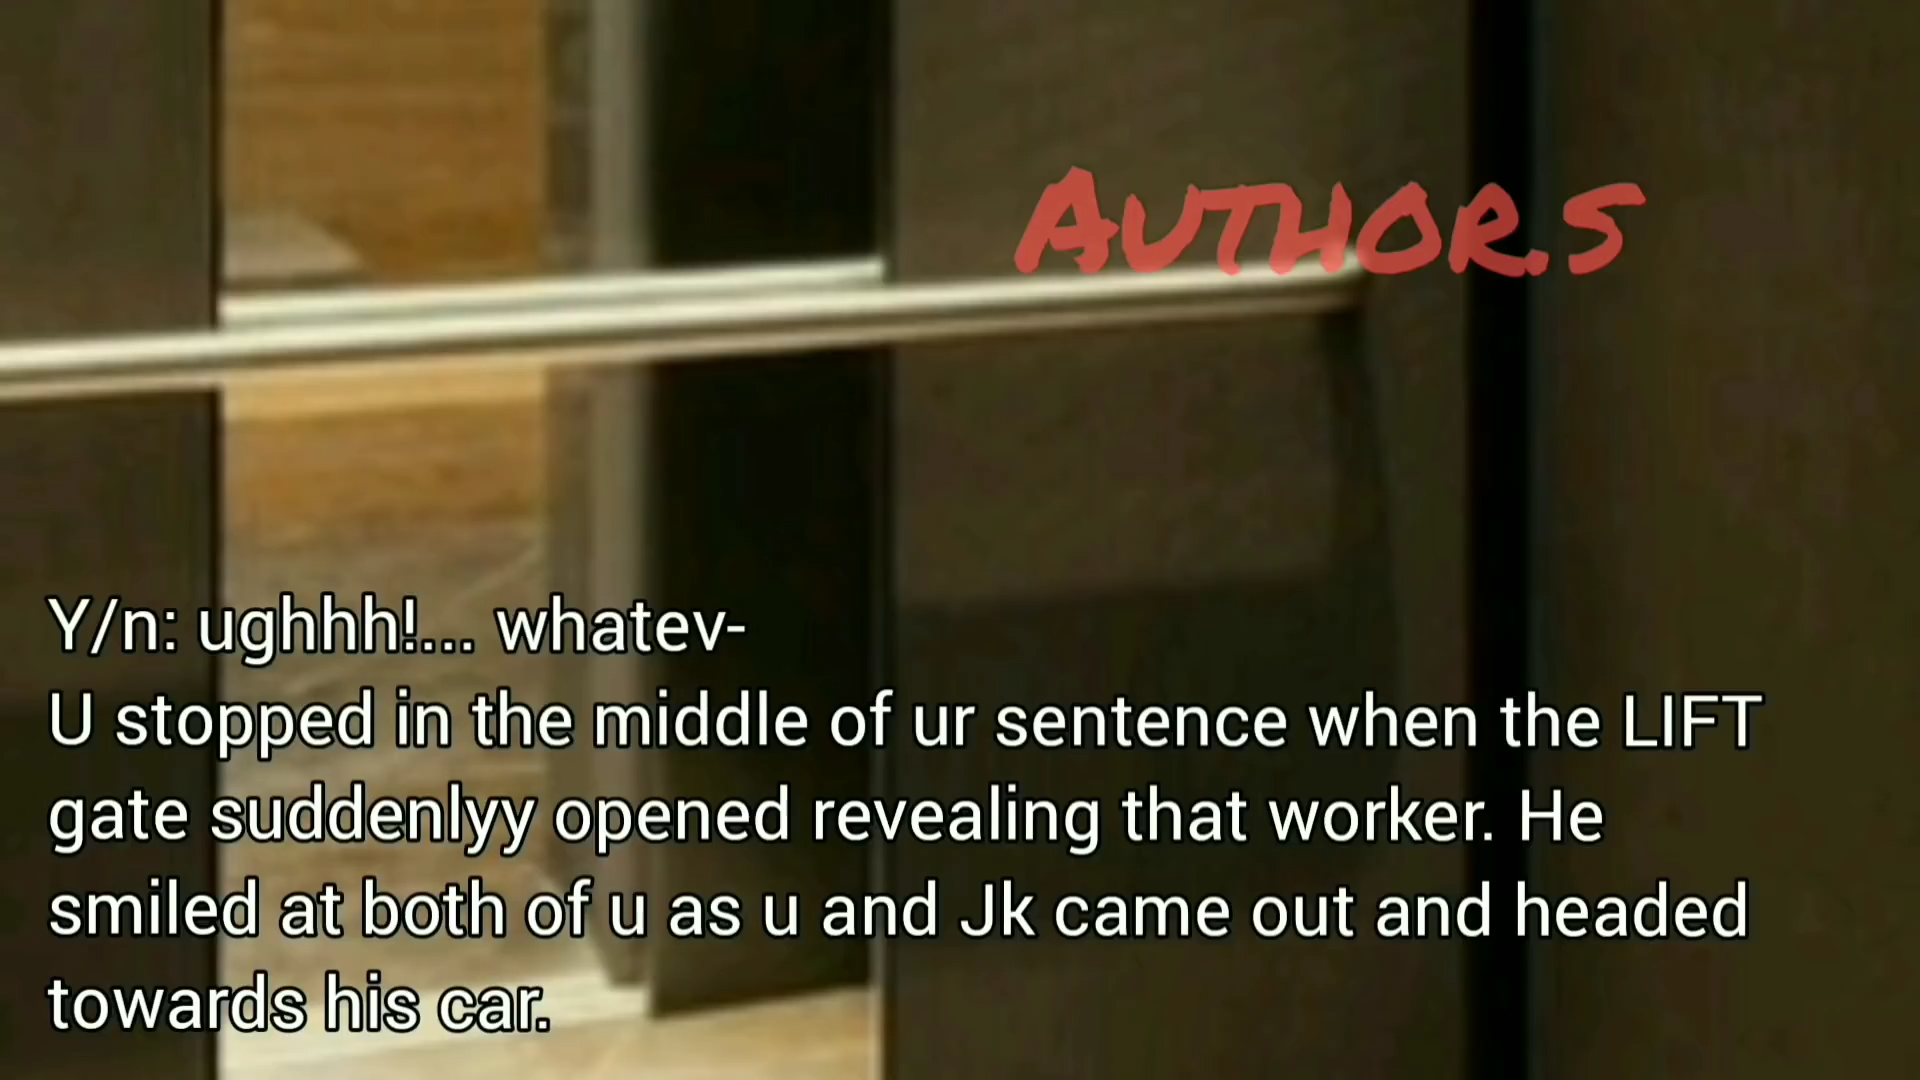 AUTHOR.S
Y/n: ughhh!... whatev-
U stopped in the middle of ur sentence when the LIFT
gate suddenlyy opened revealing that worker. He
smiled at both of u as u and Jk came out and headed
towards his car.